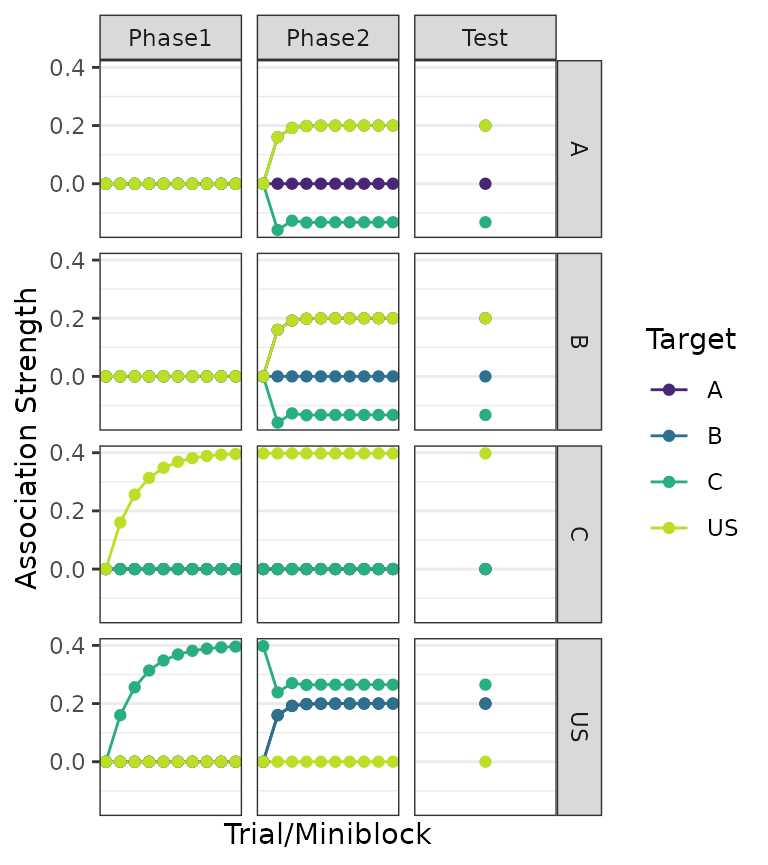 Phase1 Phase2 Test
0.4
0.2
0.0
A
0.4
0.2
0.0
B
0.4
0.2
0.0
C
0.4
0.2
0.0
US
Association Strength
Trial/Miniblock
Target
A
B
C
US